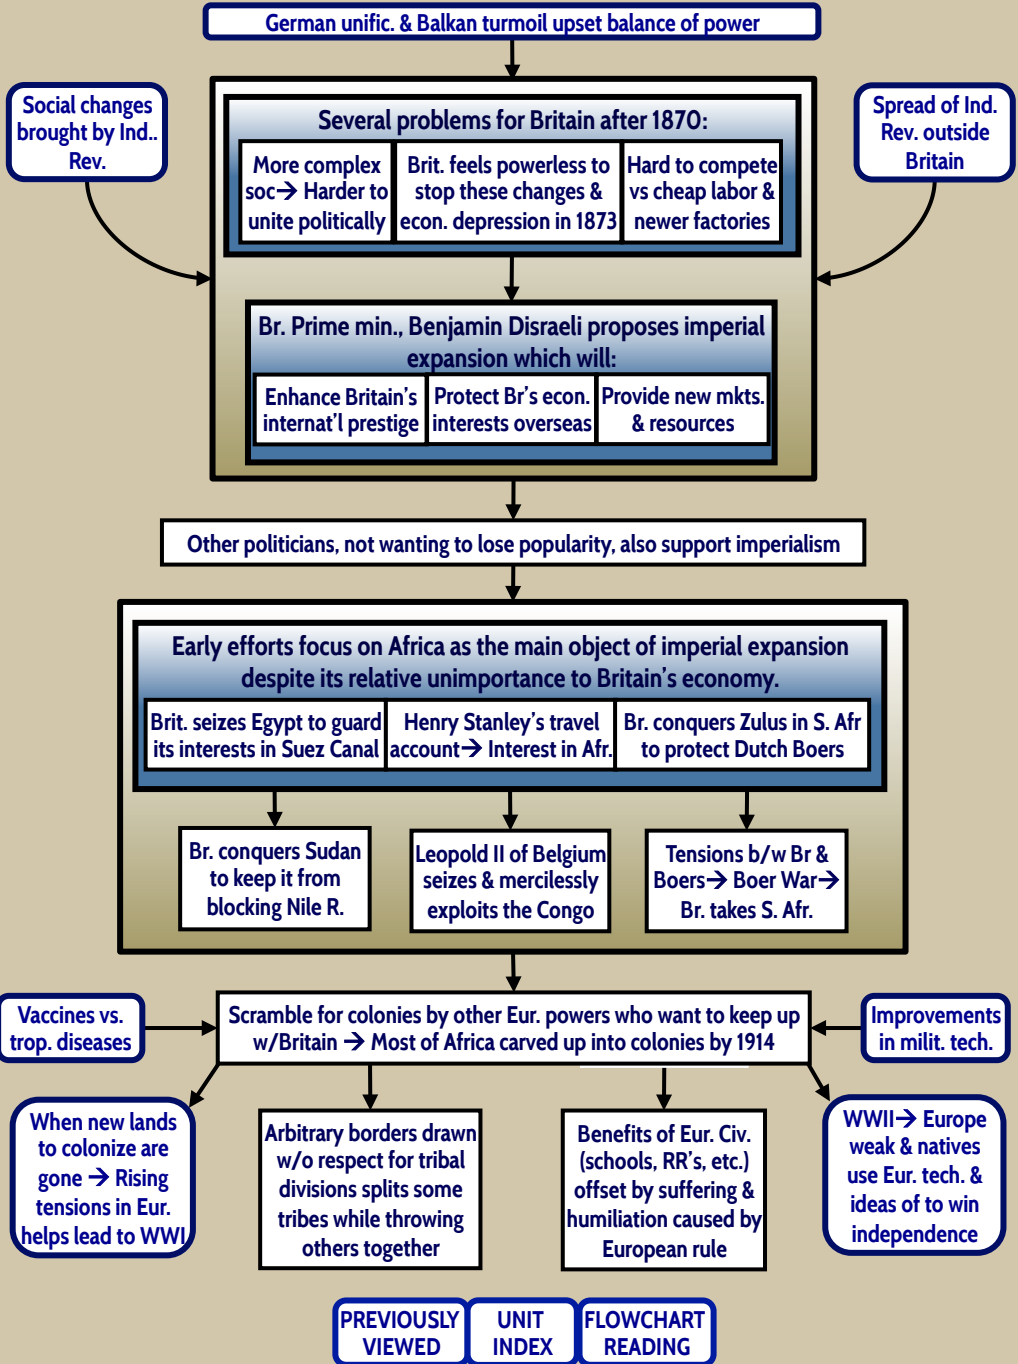 German unific. & Balkan turmoil upset balance of power
Social changes
brought by Ind..
Rev.
Spread of Ind.
Rev. outside
Britain
Several problems for Britain after 1870:
More complex
soc→ Harder to
unite politically
Brit. feels powerless to
stop these changes &
econ. depression in 1873
Hard to compete
vs cheap labor &
newer factories
Br. Prime min., Benjamin Disraeli proposes imperial
expansion which will:
Enhance Britain's
internat'l prestige
Protect Br's econ.
interests overseas
Provide new mkts.
& resources
Other politicians, not wanting to lose popularity, also support imperialism
Early efforts focus on Africa as the main object of imperial expansion
despite its relative unimportance to Britain's economy.
Brit. seizes Egypt to guard
its interests in Suez Canal
Henry Stanley's travel
account→ Interest in Afr.
Br. conquers Zulus in S. Afr
to protect Dutch Boers
Br. conquers Sudan
to keep it from
blocking Nile R.
Leopold II of Belgium
seizes & mercilessly
exploits the Congo
Tensions b/w Br &
Boers→ Boer War→
Br. takes S. Afr.
Vaccines vs.
trop. diseases
Scramble for colonies by other Eur. powers who want to keep up
w/Britain → Most of Africa carved up into colonies by 1914
Improvements
in milit. tech.
When new lands
to colonize are
gone → Rising
tensions in Eur.
helps lead to WWI
Arbitrary borders drawn
w/o respect for tribal
divisions splits some
tribes while throwing
others together
Benefits of Eur. Civ.
(schools, RR's, etc.)
offset by suffering &
humiliation caused by
European rule
WWII→ Europe
weak & natives
use Eur. tech. &
ideas of to win
independence
PREVIOUSLY
VIEWED
UNIT
INDEX
FLOWCHART
READING